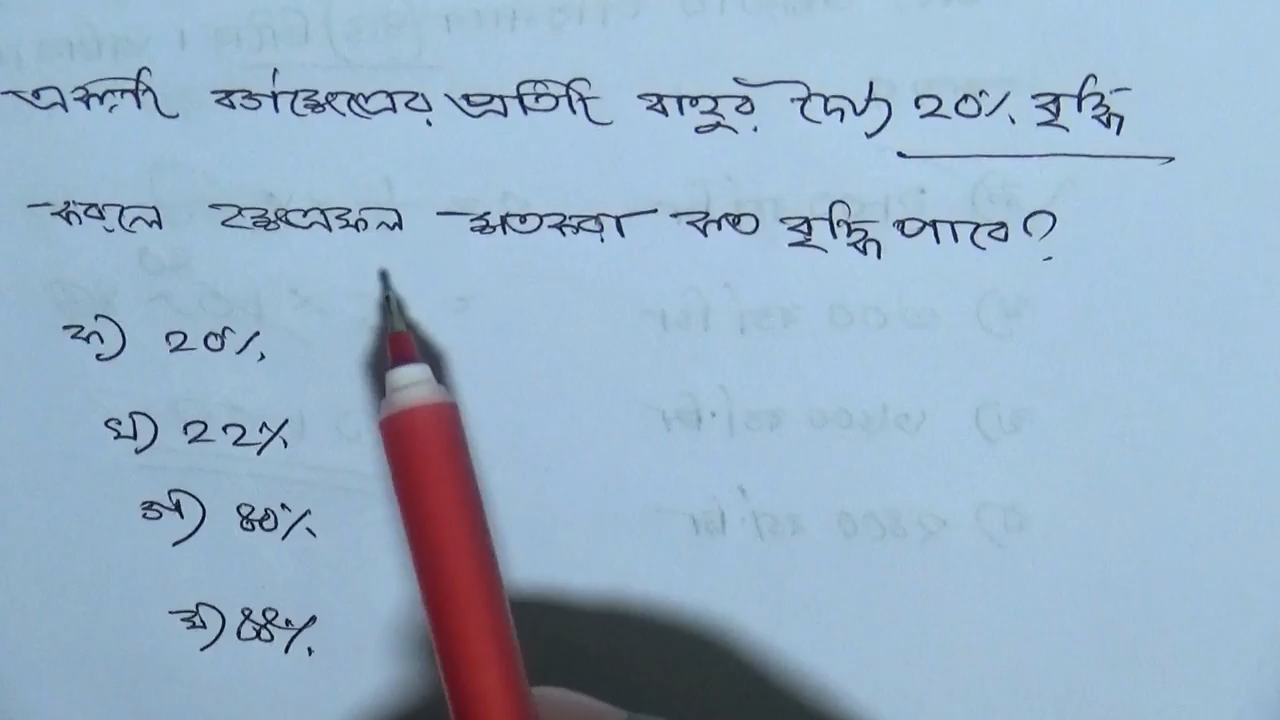 একটি বর্গক্ষেত্রের প্রতিটি বাহুর দৈর্ঘ্য ২০% বৃদ্ধি
করলে ক্ষেত্রফল শতকরা কত বৃদ্ধি পাবে?
ক) ২০%
খ) ২২%
গ) ৪০%
ঘ) ৪৪%